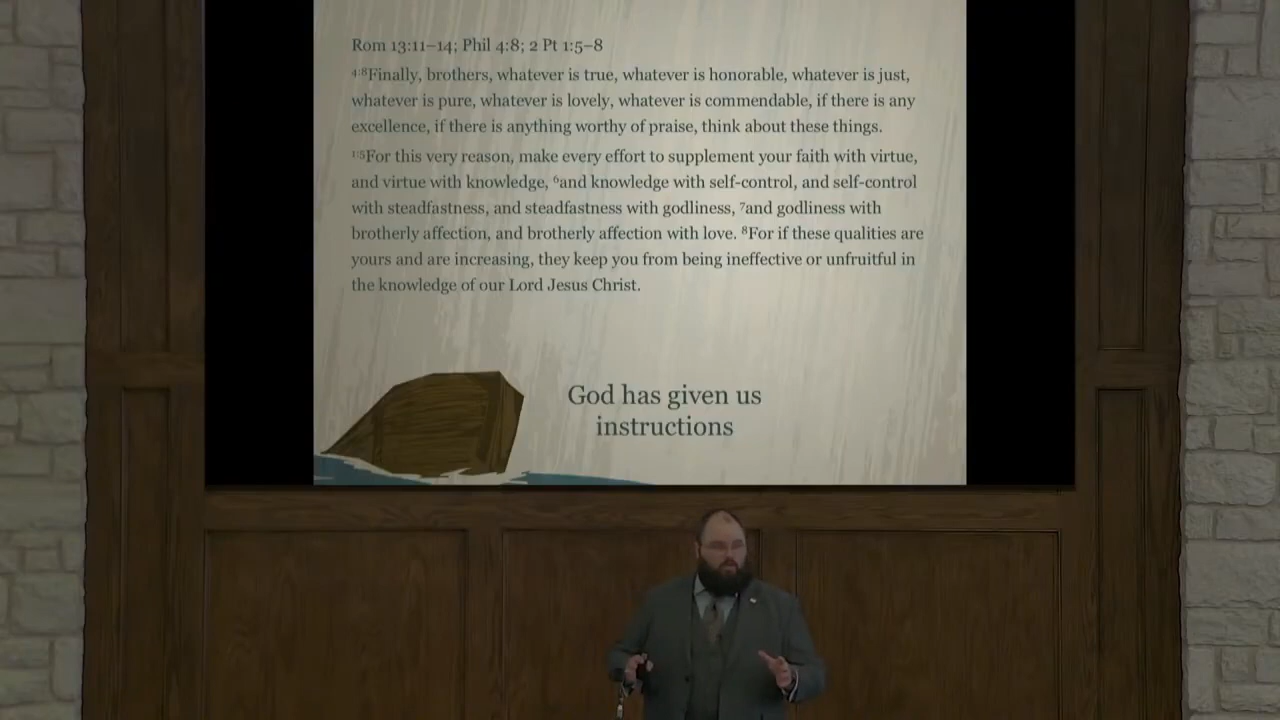 Rom 13:11–14; Phil 4:8; 2 Pt 1:5–8
4:8Finally, brothers, whatever is true, whatever is honorable, whatever is just,
whatever is pure, whatever is lovely, whatever is commendable, if there is any
excellence, if there is anything worthy of praise, think about these things.
1:5For this very reason, make every effort to supplement your faith with virtue,
and virtue with knowledge, 6and knowledge with self-control, and self-control
with steadfastness, and steadfastness with godliness, 7and godliness with
brotherly affection, and brotherly affection with love. 8For if these qualities are
yours and are increasing, they keep you from being ineffective or unfruitful in
the knowledge of our Lord Jesus Christ.
God has given us
instructions